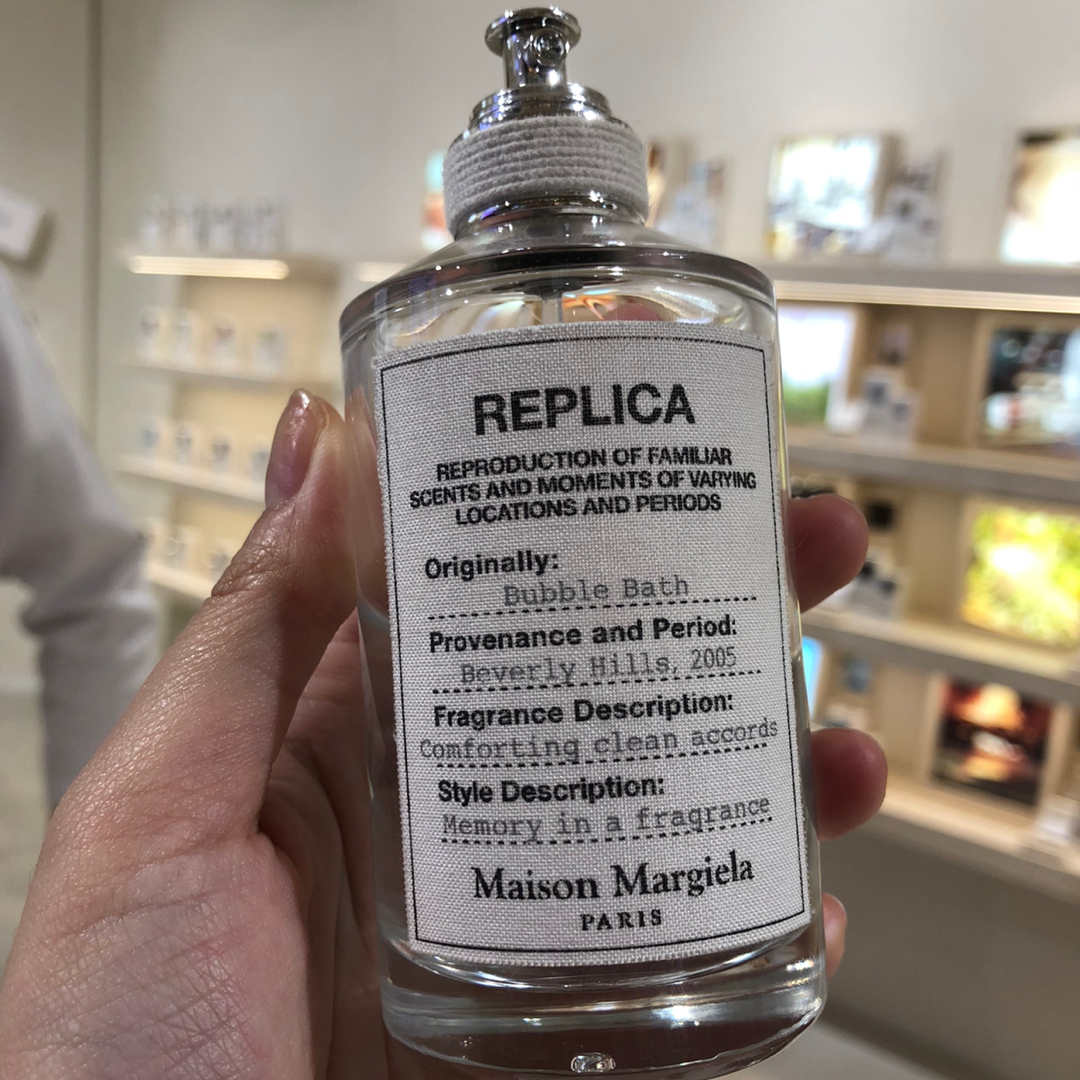 REPLICA
REPRODUCTION OF FAMILIAR
SCENTS AND MOMENTS OF VARYING
LOCATIONS AND PERIODS
Originally:
Bubble Bath
Provenance and Period:
Beverly Hills, 2005
Fragrance Description:
Comforting clean accords
Style Description:
Memory in a fragrance
Maison Margiela
PARIS